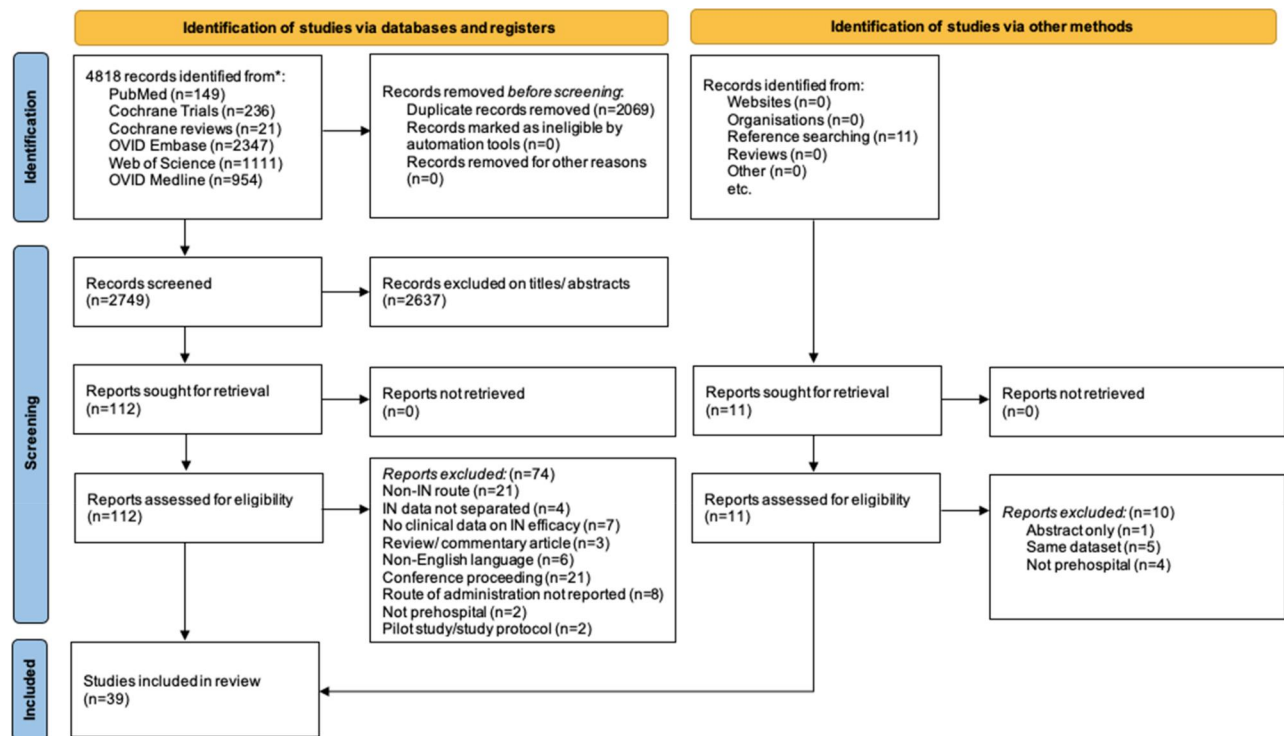 Identification of studies via databases and registers
Identification of studies via other methods
Identification
4818 records identified from*:
PubMed (n=149)
Cochrane Trials (n=236)
Cochrane reviews (n=21)
OVID Embase (n=2347)
Web of Science (n=1111)
OVID Medline (n=954)
Records removed before screening:
Duplicate records removed (n=2069)
Records marked as ineligible by
automation tools (n=0)
Records removed for other reasons
(n=0)
Records identified from:
Websites (n=0)
Organisations (n=0)
Reference searching (n=11)
Reviews (n=0)
Other (n=0)
etc.
Screening
Records screened
(n=2749)
Records excluded on titles/ abstracts
(n=2637)
Reports sought for retrieval
(n=112)
Reports not retrieved
(n=0)
Reports sought for retrieval
(n=11)
Reports not retrieved
(n=0)
Reports assessed for eligibility
(n=112)
Reports excluded: (n=74)
Non-IN route (n=21)
IN data not separated (n=4)
No clinical data on IN efficacy (n=7)
Review/ commentary article (n=3)
Non-English language (n=6)
Conference proceeding (n=21)
Route of administration not reported (n=8)
Not prehospital (n=2)
Pilot study/study protocol (n=2)
Reports assessed for eligibility
(n=11)
Reports excluded: (n=10)
Abstract only (n=1)
Same dataset (n=5)
Not prehospital (n=4)
Included
Studies included in review
(n=39)